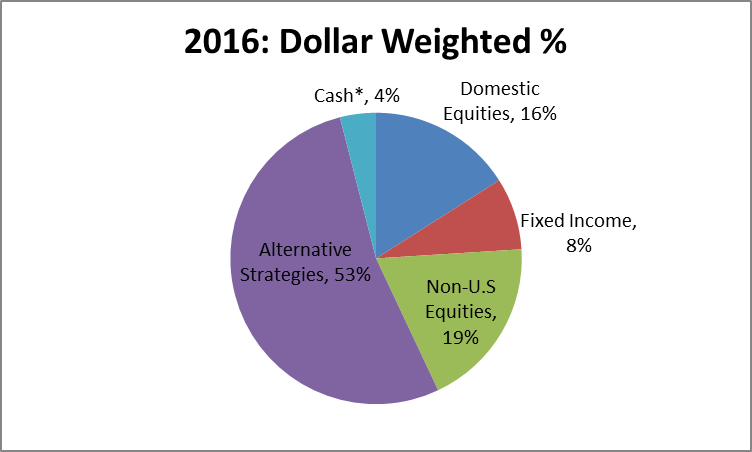 2016: Dollar Weighted %
Cash*, 4%
Domestic
Equities, 16%
Fixed Income,
8%
Non-U.S
Equities,
19%
Alternative
Strategies, 53%